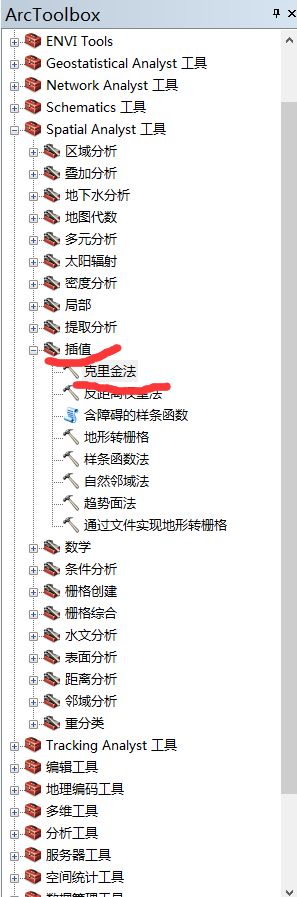 ArcToolbox
ENVI Tools
Geostatistical Analyst 工具
Network Analyst 工具
Schematics 工具
Spatial Analyst 工具
区域分析
叠加分析
地下水分析
地图代数
多元分析
太阳辐射
密度分析
局部
提取分析
插值
克里金法
反距离权重法
含障碍的样条函数
地形转栅格
样条函数法
自然邻域法
趋势面法
通过文件实现地形转栅格
数学
条件分析
栅格创建
栅格综合
水文分析
表面分析
距离分析
邻域分析
重分类
Tracking Analyst 工具
编辑工具
地理编码工具
多维工具
分析工具
服务器工具
空间统计工具
数据管理工具